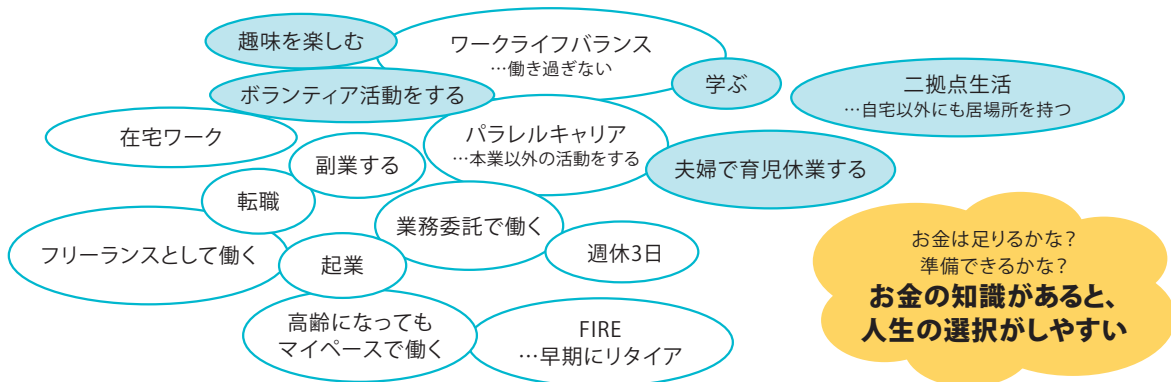 趣味を楽しむ
ワークライフバランス
…働き過ぎない
ボランティア活動をする
学ぶ
二拠点生活
…自宅以外にも居場所を持つ
在宅ワーク
パラレルキャリア
…本業以外の活動をする
副業する
夫婦で育児休業する
転職
業務委託で働く
フリーランスとして働く
起業
週休3日
高齢になっても
マイペースで働く
FIRE
…早期にリタイア
お金は足りるかな?
準備できるかな?
お金の知識があると、
人生の選択がしやすい